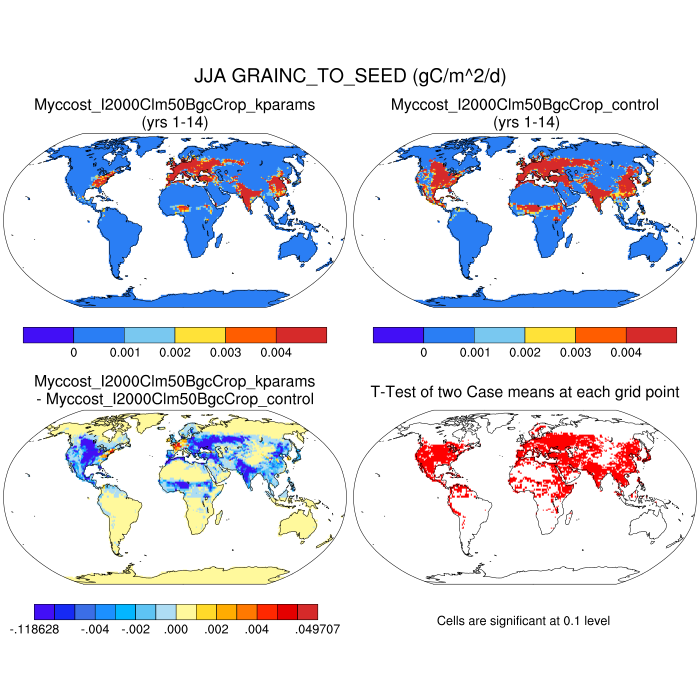 JJA GRAINC_TO_SEED (gC/m^2/d)
Myccost_I2000Clm50BgcCrop_kparams
(yrs 1-14)
Myccost_I2000Clm50BgcCrop_control
(yrs 1-14)
0 0.001 0.002 0.003 0.004
0 0.001 0.002 0.003 0.004
Myccost_I2000Clm50BgcCrop_kparams
- Myccost_I2000Clm50BgcCrop_control
T-Test of two Case means at each grid point
-.118628 -.004 -.002 .000 .002 .004 .049707
Cells are significant at 0.1 level